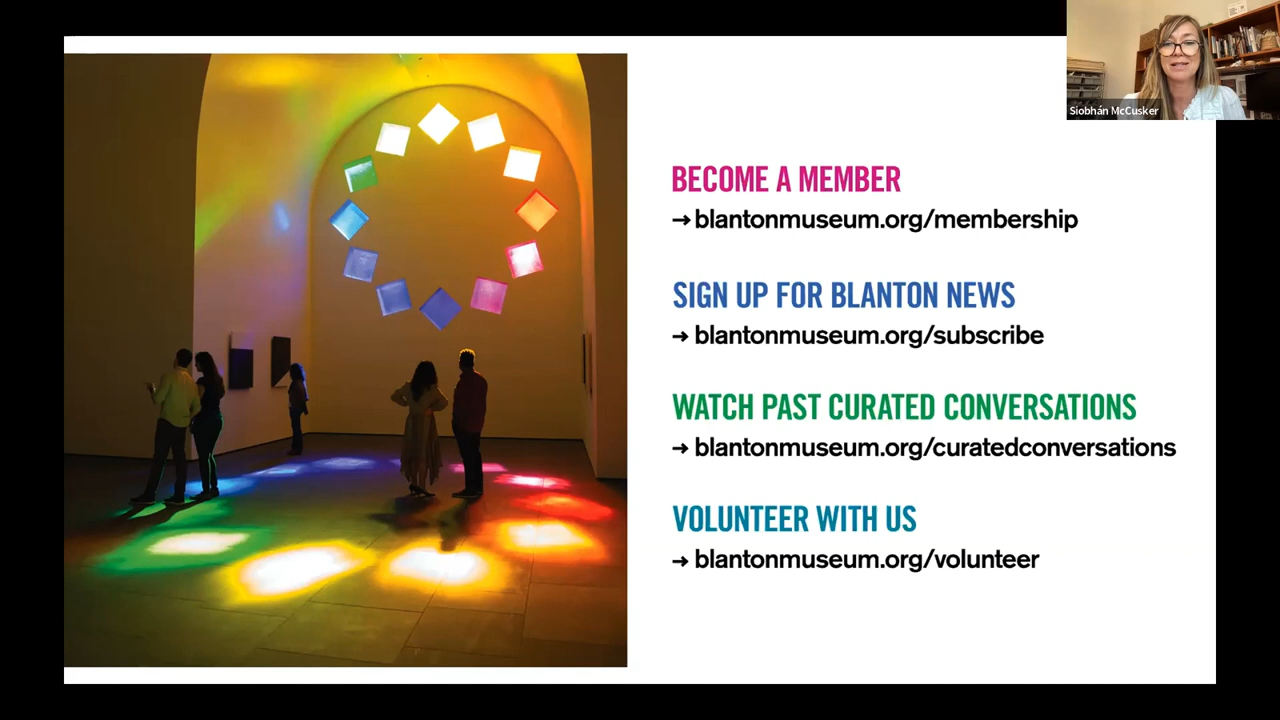 Siobhán McCusker
BECOME A MEMBER
→ blantonmuseum.org/membership
SIGN UP FOR BLANTON NEWS
→ blantonmuseum.org/subscribe
WATCH PAST CURATED CONVERSATIONS
→ blantonmuseum.org/curatedconversations
VOLUNTEER WITH US
→ blantonmuseum.org/volunteer